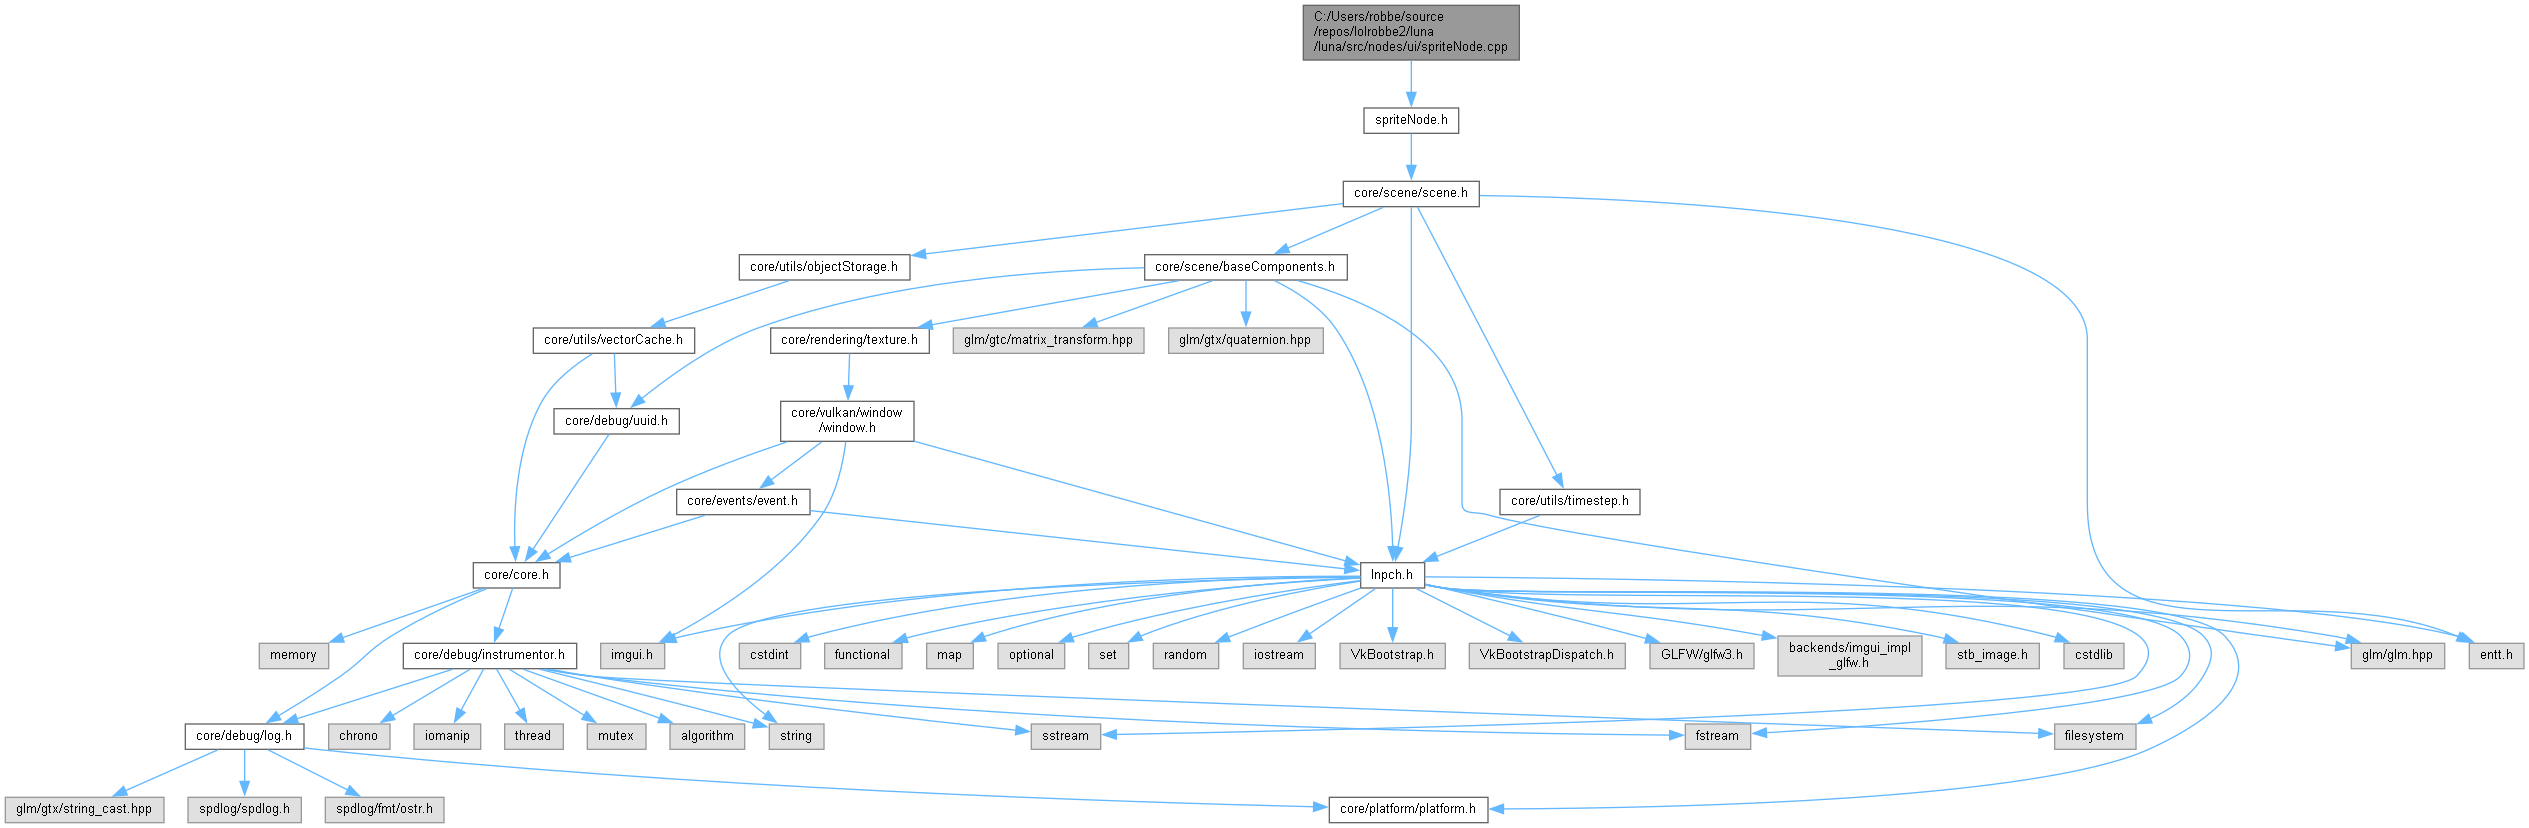 C:/Users/robbe/source
/repos/lolrobbe2/luna
/luna/src/nodes/ui/spriteNode.cpp
spriteNode.h
core/scene/scene.h
core/utils/objectStorage.h
core/scene/baseComponents.h
core/utils/vectorCache.h
core/rendering/texture.h
glm/gtc/matrix_transform.hpp
glm/gtx/quaternion.hpp
core/debug/uuid.h
core/vulkan/window
/window.h
core/events/event.h
core/utils/timestep.h
core/core.h
lnpch.h
memory
core/debug/instrumentor.h
imgui.h
cstdint
functional
map
optional
set
random
iostream
VkBootstrap.h
VkBootstrapDispatch.h
GLFW/glfw3.h
backends/imgui_impl
_glfw.h
stb_image.h
cstdlib
glm/glm.hpp
entt.h
core/debug/log.h
chrono
iomanip
thread
mutex
algorithm
string
sstream
fstream
filesystem
glm/gtx/string_cast.hpp
spdlog/spdlog.h
spdlog/fmt/ostr.h
core/platform/platform.h